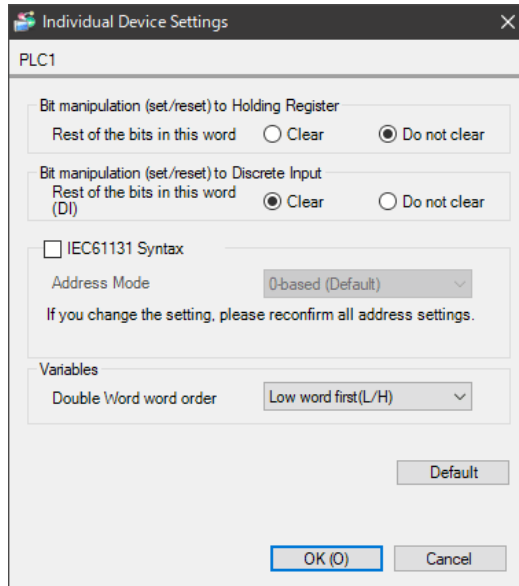 Individual Device Settings
PLC1
Bit manipulation (set/reset) to Holding Register
Rest of the bits in this word Clear Do not clear
Bit manipulation (set/reset) to Discrete Input
Rest of the bits in this word
(DI) Clear Do not clear
IEC61131 Syntax
Address Mode 0-based (Default)
If you change the setting, please reconfirm all address settings.
Variables
Double Word word order Low word first(L/H)
Default
OK (O) Cancel